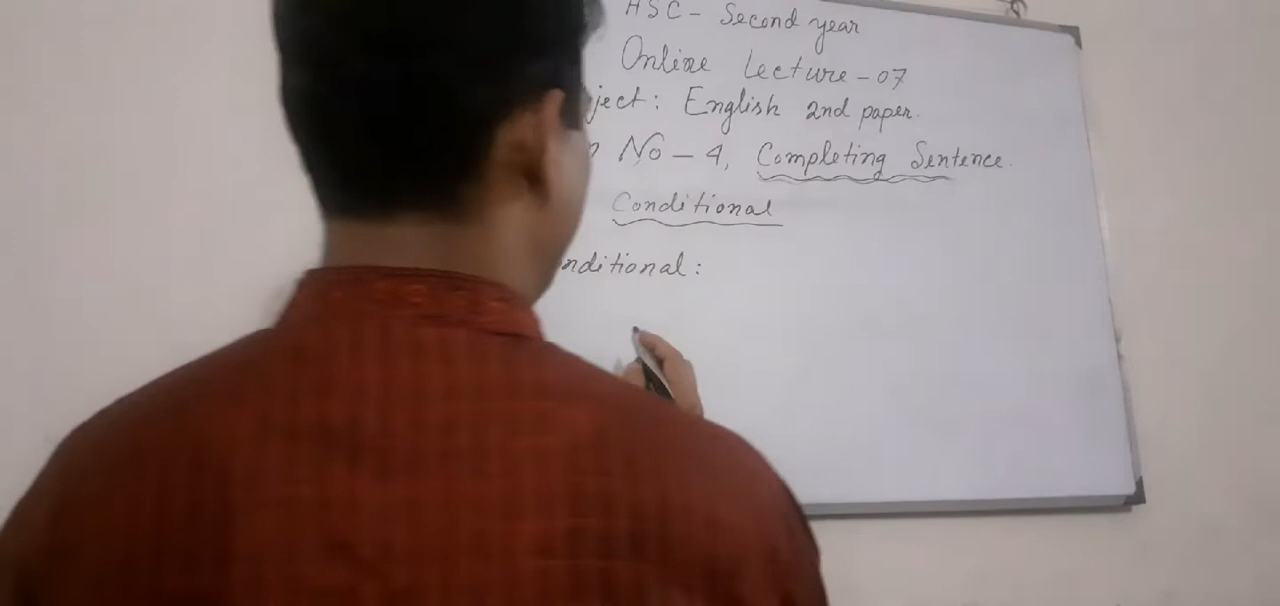 HSC - Second year
Online Lecture - 07
ject: English 2nd paper.
No - 4, Completing Sentence.
Conditional
nditional: